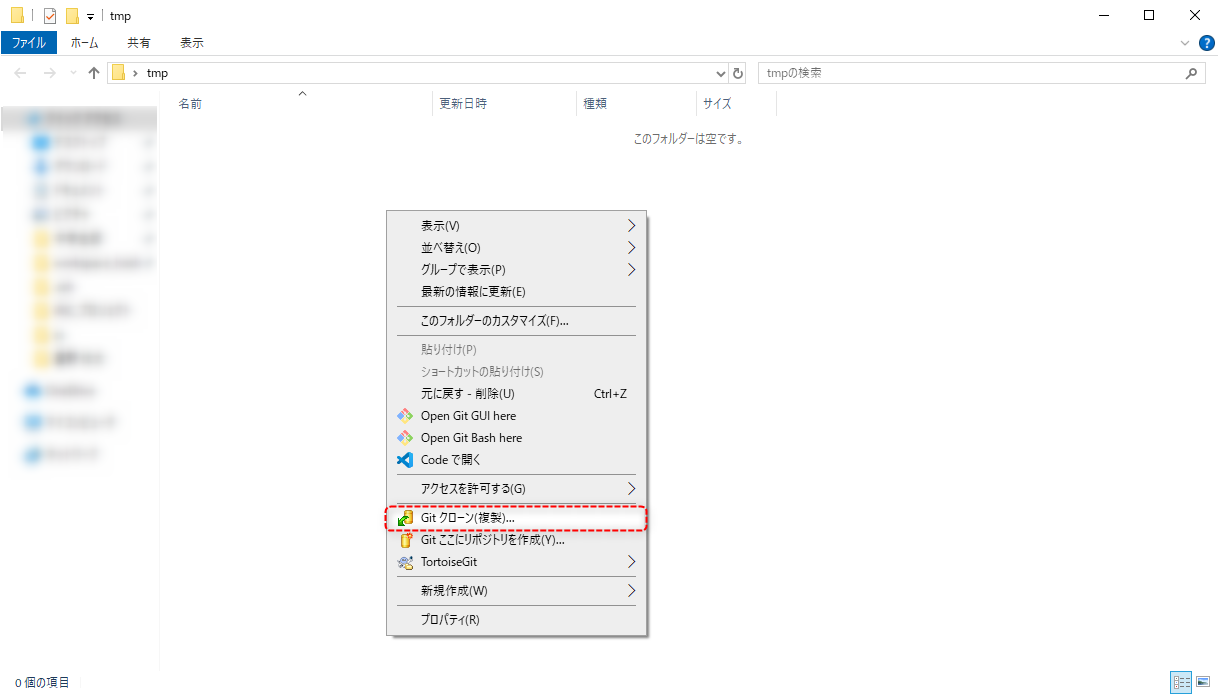 tmp
ファイル ホーム 共有 表示
tmp
tmpの検索
名前 更新日時 種類 サイズ
このフォルダーは空です。
表示(V)
並べ替え(O)
グループで表示(P)
最新の情報に更新(E)
このフォルダーのカスタマイズ(F)...
貼り付け(P)
ショートカットの貼り付け(S)
元に戻す - 削除(U) Ctrl+Z
Open Git GUI here
Open Git Bash here
Code で開く
アクセスを許可する(G)
Git クローン(複製)...
Git ここにリポジトリを作成(Y)...
TortoiseGit
新規作成(W)
プロパティ(R)
0 個の項目